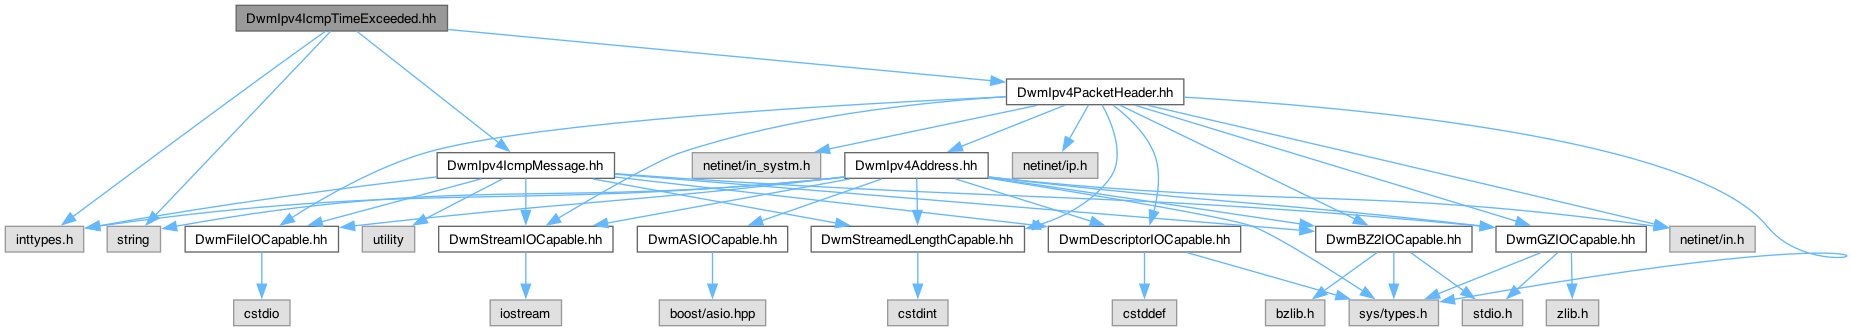 DwmIpv4IcmpTimeExceeded.hh
DwmIpv4PacketHeader.hh
DwmIpv4IcmpMessage.hh
netinet/in_systm.h
DwmIpv4Address.hh
netinet/ip.h
inttypes.h
string
DwmFileIOCapable.hh
utility
DwmStreamIOCapable.hh
DwmASIOCapable.hh
DwmStreamedLengthCapable.hh
DwmDescriptorIOCapable.hh
DwmBZ2IOCapable.hh
DwmGZIOCapable.hh
netinet/in.h
cstdio
iostream
boost/asio.hpp
cstdint
cstddef
bzlib.h
sys/types.h
stdio.h
zlib.h